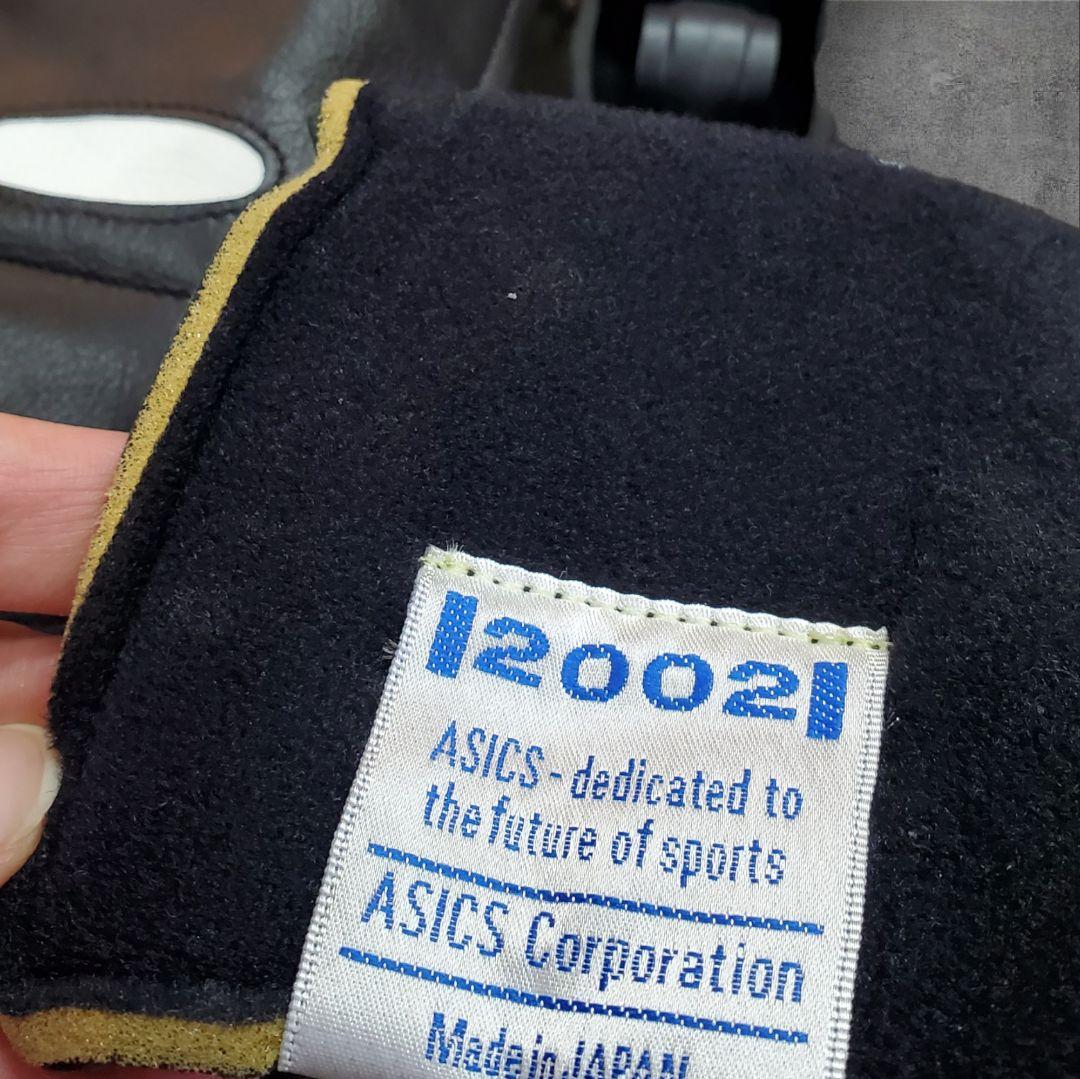 2002
ASICS - dedicated to
the future of sports
ASICS Corporation
Made in JAPAN